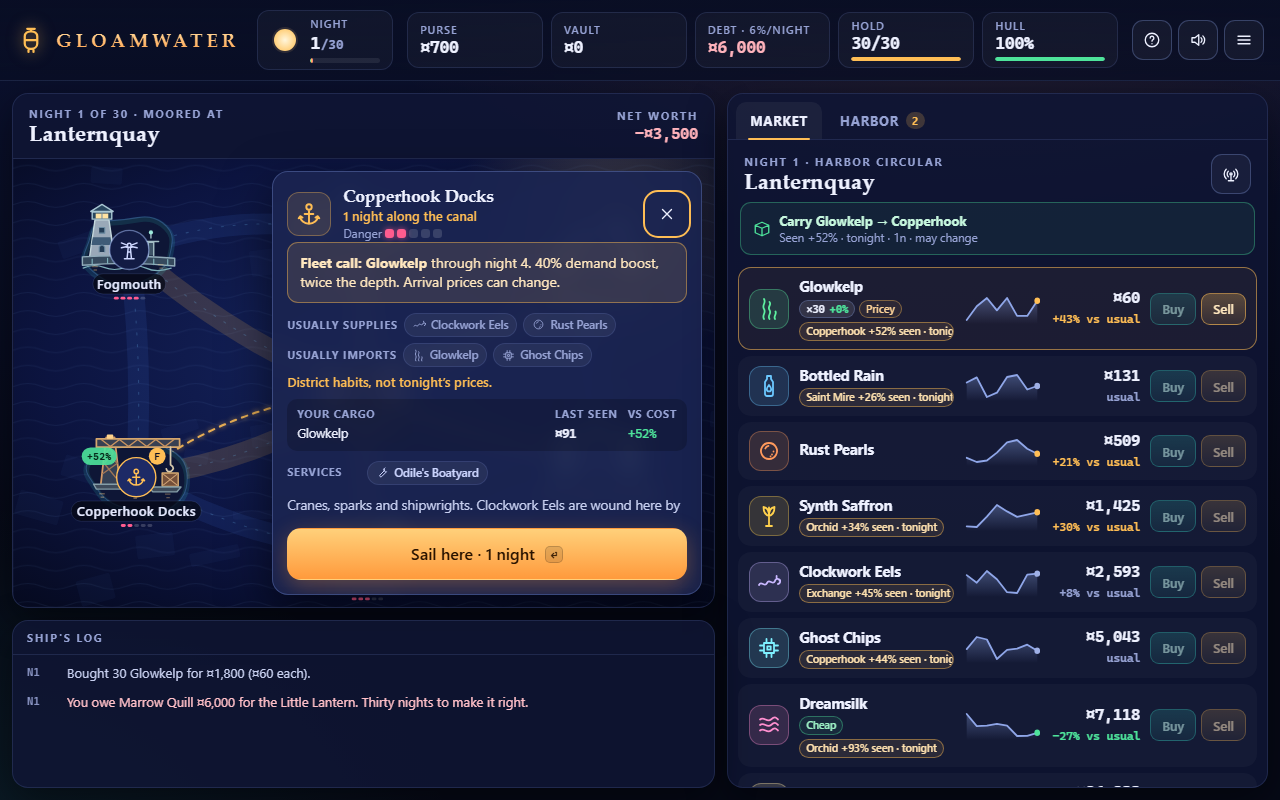 GLOAMWATER
NIGHT
1/30
PURSE
¤700
VAULT
¤0
DEBT · 6%/NIGHT
¤6,000
HOLD
30/30
HULL
100%
NIGHT 1 OF 30 · MOORED AT
Lanternquay
NET WORTH
−¤3,500
Fogmouth
+52%
F
Copperhook Docks
Copperhook Docks
1 night along the canal
Danger
Fleet call: Glowkelp through night 4. 40% demand boost,
twice the depth. Arrival prices can change.
USUALLY SUPPLIES Clockwork Eels Rust Pearls
USUALLY IMPORTS Glowkelp Ghost Chips
District habits, not tonight's prices.
YOUR CARGO LAST SEEN VS COST
Glowkelp ¤91 +52%
SERVICES Odile's Boatyard
Cranes, sparks and shipwrights. Clockwork Eels are wound here by
Sail here · 1 night ↵
SHIP'S LOG
N1 Bought 30 Glowkelp for ¤1,800 (¤60 each).
N1 You owe Marrow Quill ¤6,000 for the Little Lantern. Thirty nights to make it right.
MARKET
HARBOR 2
NIGHT 1 · HARBOR CIRCULAR
Lanternquay
Carry Glowkelp → Copperhook
Seen +52% · tonight · 1n · may change
Glowkelp
×30 +0% Pricey
Copperhook +52% seen · tonig
¤60
+43% vs usual
Buy Sell
Bottled Rain
Saint Mire +26% seen · tonight
¤131
usual
Buy Sell
Rust Pearls
¤509
+21% vs usual
Buy Sell
Synth Saffron
Orchid +34% seen · tonight
¤1,425
+30% vs usual
Buy Sell
Clockwork Eels
Exchange +45% seen · tonight
¤2,593
+8% vs usual
Buy Sell
Ghost Chips
Copperhook +44% seen · tonig
¤5,043
usual
Buy Sell
Dreamsilk
Cheap
Orchid +93% seen · tonight
¤7,118
−27% vs usual
Buy Sell